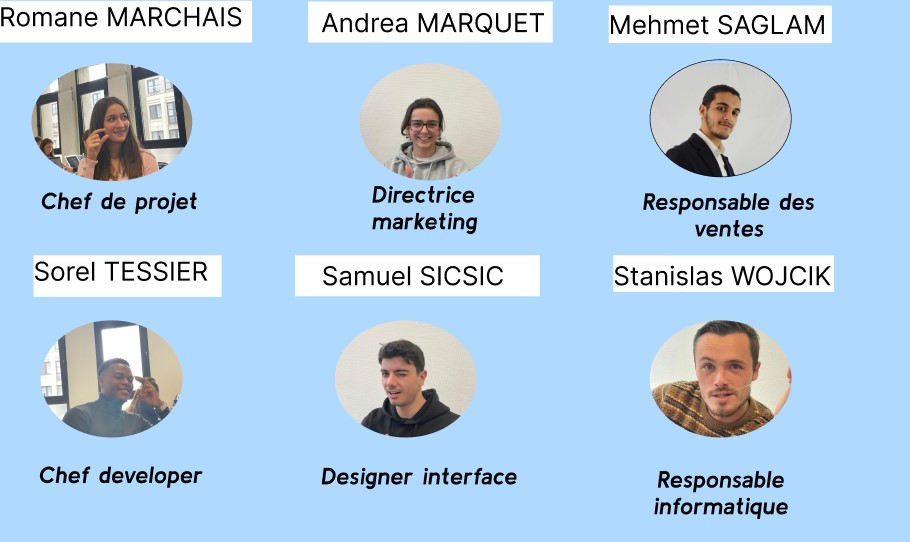 Romane MARCHAIS
Andrea MARQUET
Mehmet SAGLAM
Chef de projet
Directrice
marketing
Responsable des
ventes
Sorel TESSIER
Samuel SICSIC
Stanislas WOJCIK
Chef developer
Designer interface
Responsable
informatique